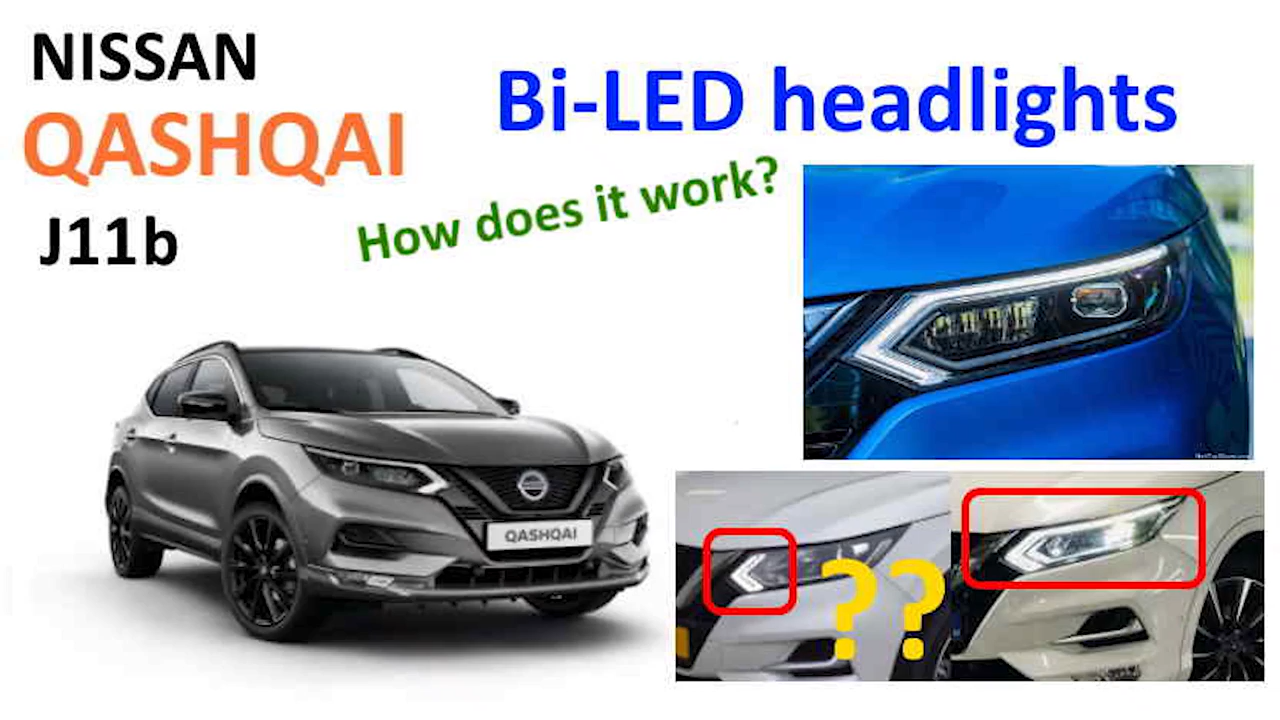 NISSAN
QASHQAI
J11b
Bi-LED headlights
How does it work?
QASHQAI
??